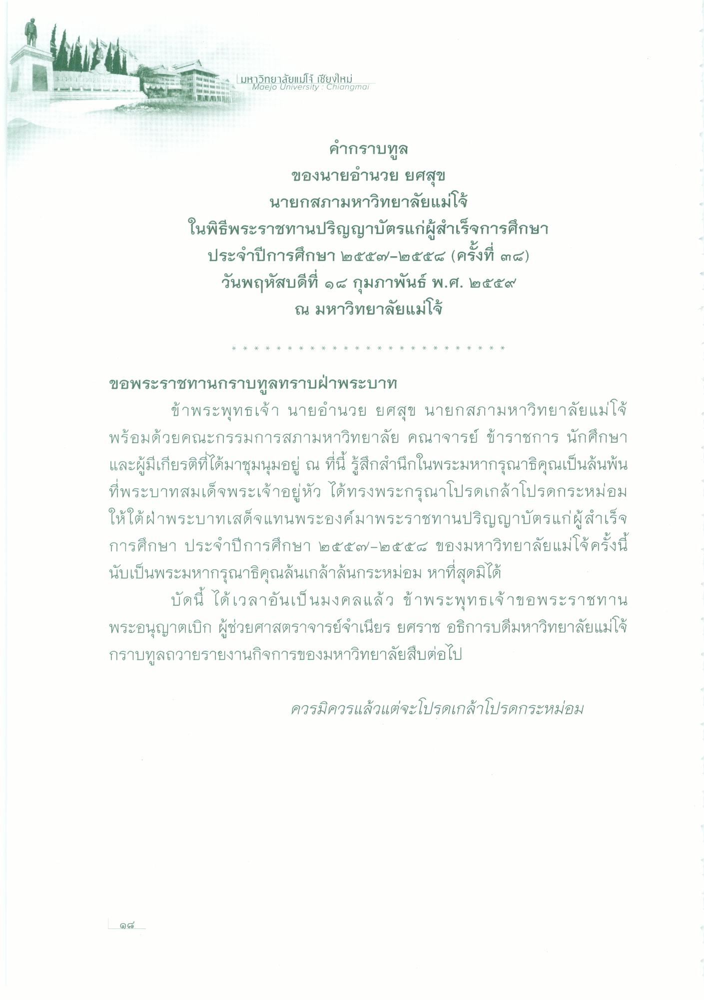 มหาวิทยาลัยแม่โจ้ เชียงใหม่
Maejo University : Chiangmai
คำกราบทูล
ของนายอำนวย ยศสุข
นายกสภามหาวิทยาลัยแม่โจ้
ในพิธีพระราชทานปริญญาบัตรแก่ผู้สำเร็จการศึกษา
ประจำปีการศึกษา ๒๕๕๗-๒๕๕๘ (ครั้งที่ ๓๘)
วันพฤหัสบดีที่ ๑๘ กุมภาพันธ์ พ.ศ. ๒๕๕๙
ณ มหาวิทยาลัยแม่โจ้
* * * * * * * * * * * * * * * * * * * * * * * * *
ขอพระราชทานกราบทูลทราบฝ่าพระบาท
ข้าพระพุทธเจ้า นายอำนวย ยศสุข นายกสภามหาวิทยาลัยแม่โจ้
พร้อมด้วยคณะกรรมการสภามหาวิทยาลัย คณาจารย์ ข้าราชการ นักศึกษา
และผู้มีเกียรติที่ได้มาชุมนุมอยู่ ณ ที่นี้ รู้สึกสำนึกในพระมหากรุณาธิคุณเป็นล้นพ้น
ที่พระบาทสมเด็จพระเจ้าอยู่หัว ได้ทรงพระกรุณาโปรดเกล้าโปรดกระหม่อม
ให้ใต้ฝ่าพระบาทเสด็จแทนพระองค์มาพระราชทานปริญญาบัตรแก่ผู้สำเร็จ
การศึกษา ประจำปีการศึกษา ๒๕๕๗-๒๕๕๘ ของมหาวิทยาลัยแม่โจ้ครั้งนี้
นับเป็นพระมหากรุณาธิคุณล้นเกล้าล้นกระหม่อม หาที่สุดมิได้
บัดนี้ ได้เวลาอันเป็นมงคลแล้ว ข้าพระพุทธเจ้าขอพระราชทาน
พระอนุญาตเบิก ผู้ช่วยศาสตราจารย์จำเนียร ยศราช อธิการบดีมหาวิทยาลัยแม่โจ้
กราบทูลถวายรายงานกิจการของมหาวิทยาลัยสืบต่อไป
ควรมิควรแล้วแต่จะโปรดเกล้าโปรดกระหม่อม
๑๘